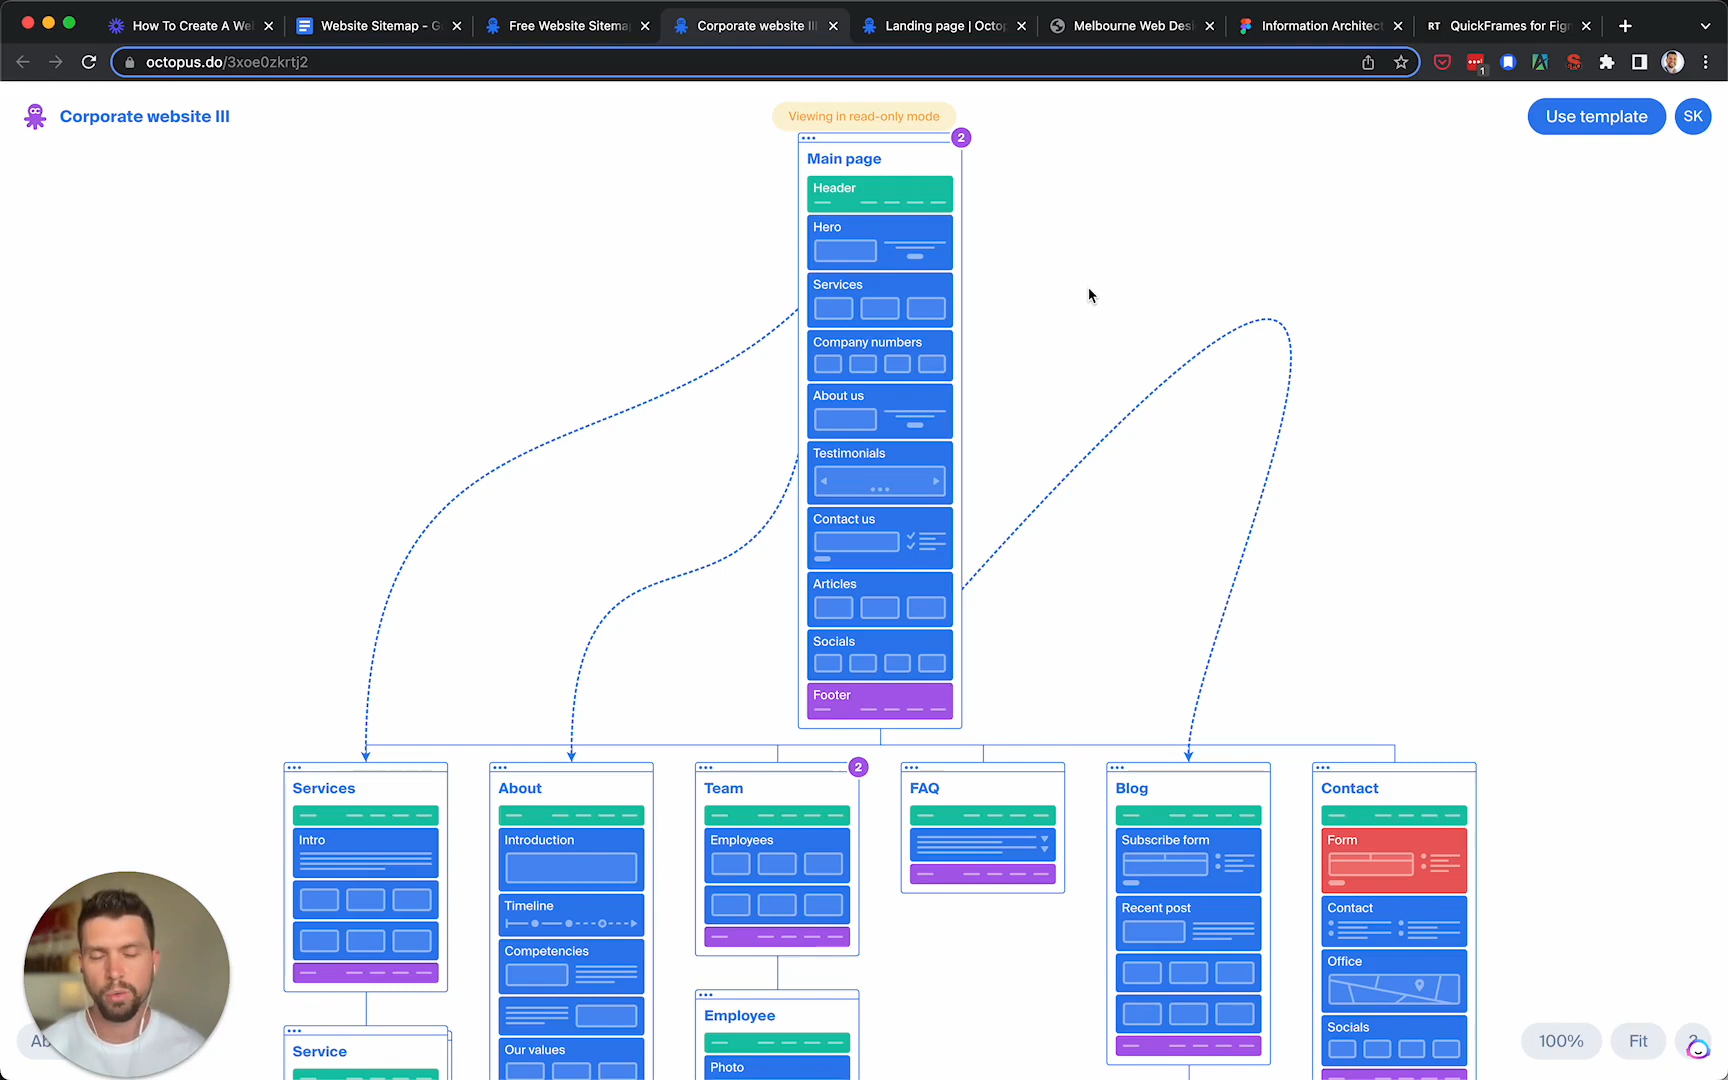 How To Create A We
Website Sitemap - G
Free Website Sitema
Corporate website III
Landing page | Octo
Melbourne Web Desi
Information Architect
RT QuickFrames for Fig
octopus.do/3xoe0zkrtj2
1
Corporate website III
Viewing in read-only mode
Use template
SK
2
Main page
Header
Hero
Services
Company numbers
About us
Testimonials
Contact us
Articles
Socials
Footer
Services
Intro
Service
About
Introduction
Timeline
Competencies
Our values
2
Team
Employees
Employee
Photo
FAQ
Blog
Subscribe form
Recent post
Contact
Form
Contact
Office
Socials
Ab
100%
Fit